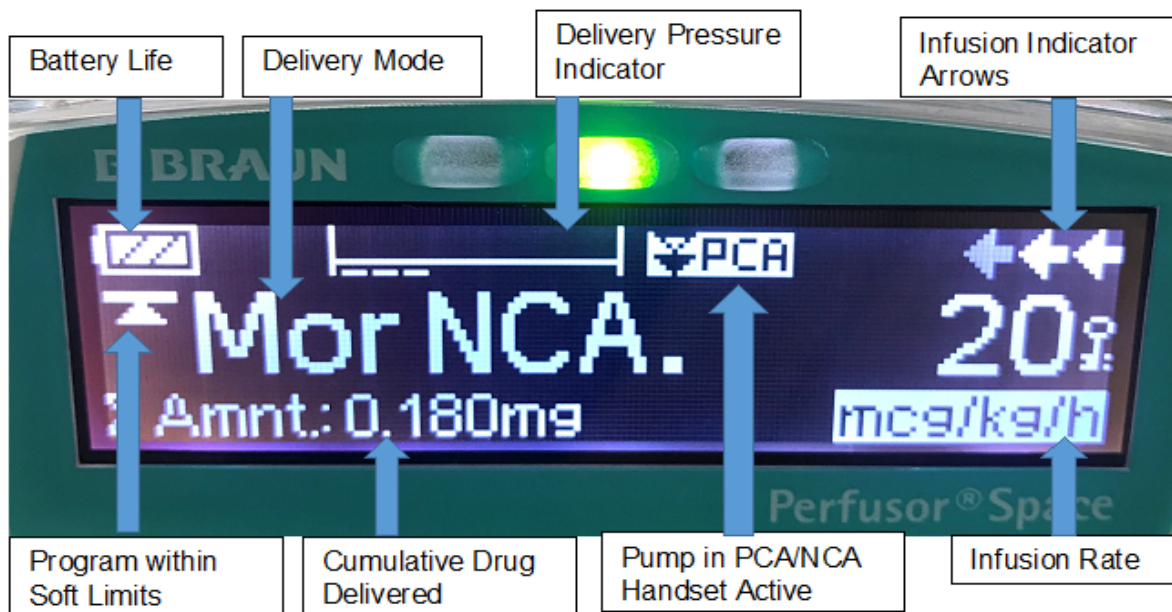 Battery Life
Delivery Mode
Delivery Pressure
Indicator
Infusion Indicator
Arrows
B BRAUN
PCA
Mor NCA.
20
Amnt.: 0.180mg
mcg/kg/h
Perfusor® Space
Program within
Soft Limits
Cumulative Drug
Delivered
Pump in PCA/NCA
Handset Active
Infusion Rate